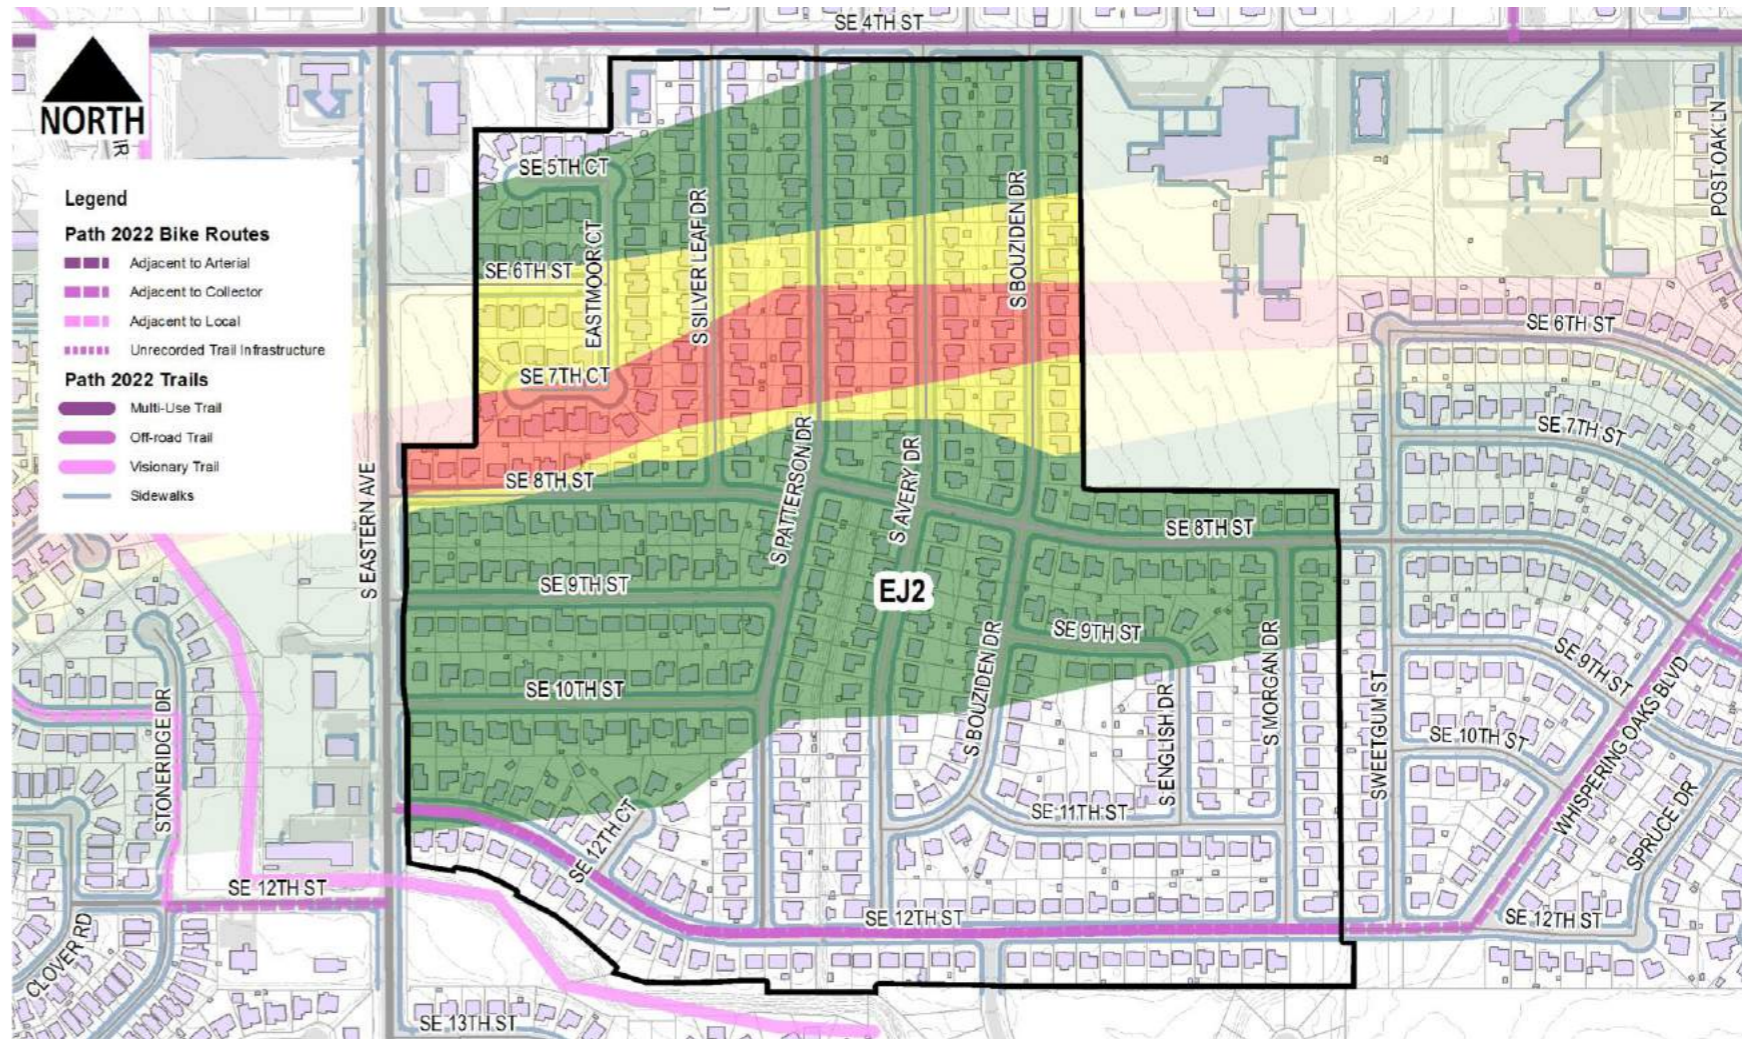 SE 4TH ST
NORTH
IR
POST OAK LN
SE 5TH CT
Legend
Path 2022 Bike Routes
Adjacent to Arterial
Adjacent to Collector
Adjacent to Local
Unrecorded Trail Infrastructure
Path 2022 Trails
Multi-Use Trail
Off-road Trail
Visionary Trail
Sidewalks
S SILVER LEAF DR
S BOUZIDEN DR
EASTMOOR CT
SE 6TH ST
SE 6TH ST
SE 7TH CT
SE 7TH ST
S EASTERN AVE
SE 8TH ST
S PATTERSON DR
S AVERY DR
SE 8TH ST
SE 9TH ST
EJ2
SE 9TH ST
SE 9TH ST
S BOUZIDEN DR
S MORGAN DR
SE 10TH ST
STONERIDGE DR
S ENGLISH DR
SWEETGUM ST
SE 10TH ST
WHISPERING OAKS BLVD
SPRUCE DR
SE 11TH ST
SE 12TH CT
SE 12TH ST
SE 12TH ST
SE 12TH ST
CLOVER RD
SE 13TH ST